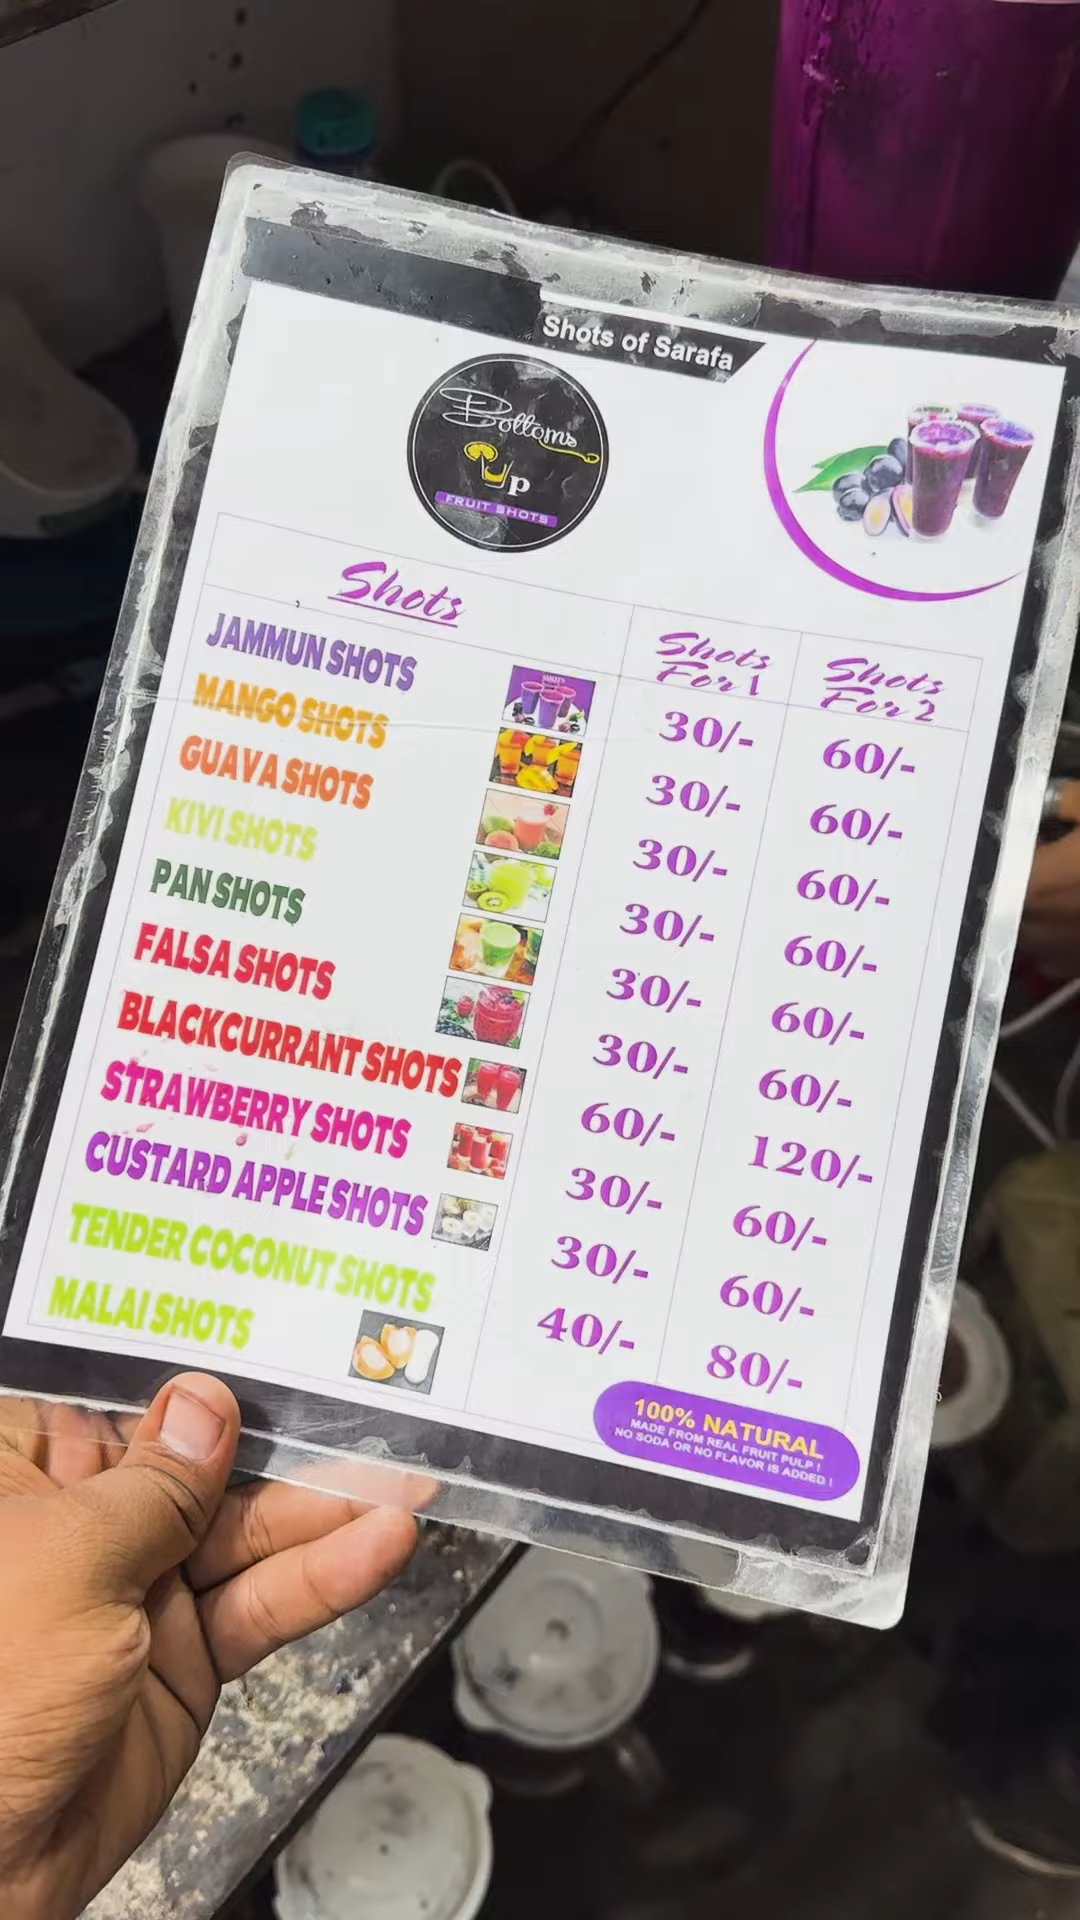 Shots of Sarafa
Bottoms
Up
FRUIT SHOTS
Shots
Shots For 1
Shots For 2
JAMMUN SHOTS 30/- 60/-
MANGO SHOTS 30/- 60/-
GUAVA SHOTS 30/- 60/-
KIVI SHOTS 30/- 60/-
PAN SHOTS 30/- 60/-
FALSA SHOTS 30/- 60/-
BLACKCURRANT SHOTS 60/- 120/-
STRAWBERRY SHOTS 30/- 60/-
CUSTARD APPLE SHOTS 30/- 60/-
TENDER COCONUT SHOTS 40/- 80/-
MALAI SHOTS
100% NATURAL
MADE FROM REAL FRUIT PULP !
NO SODA OR NO FLAVOR IS ADDED !